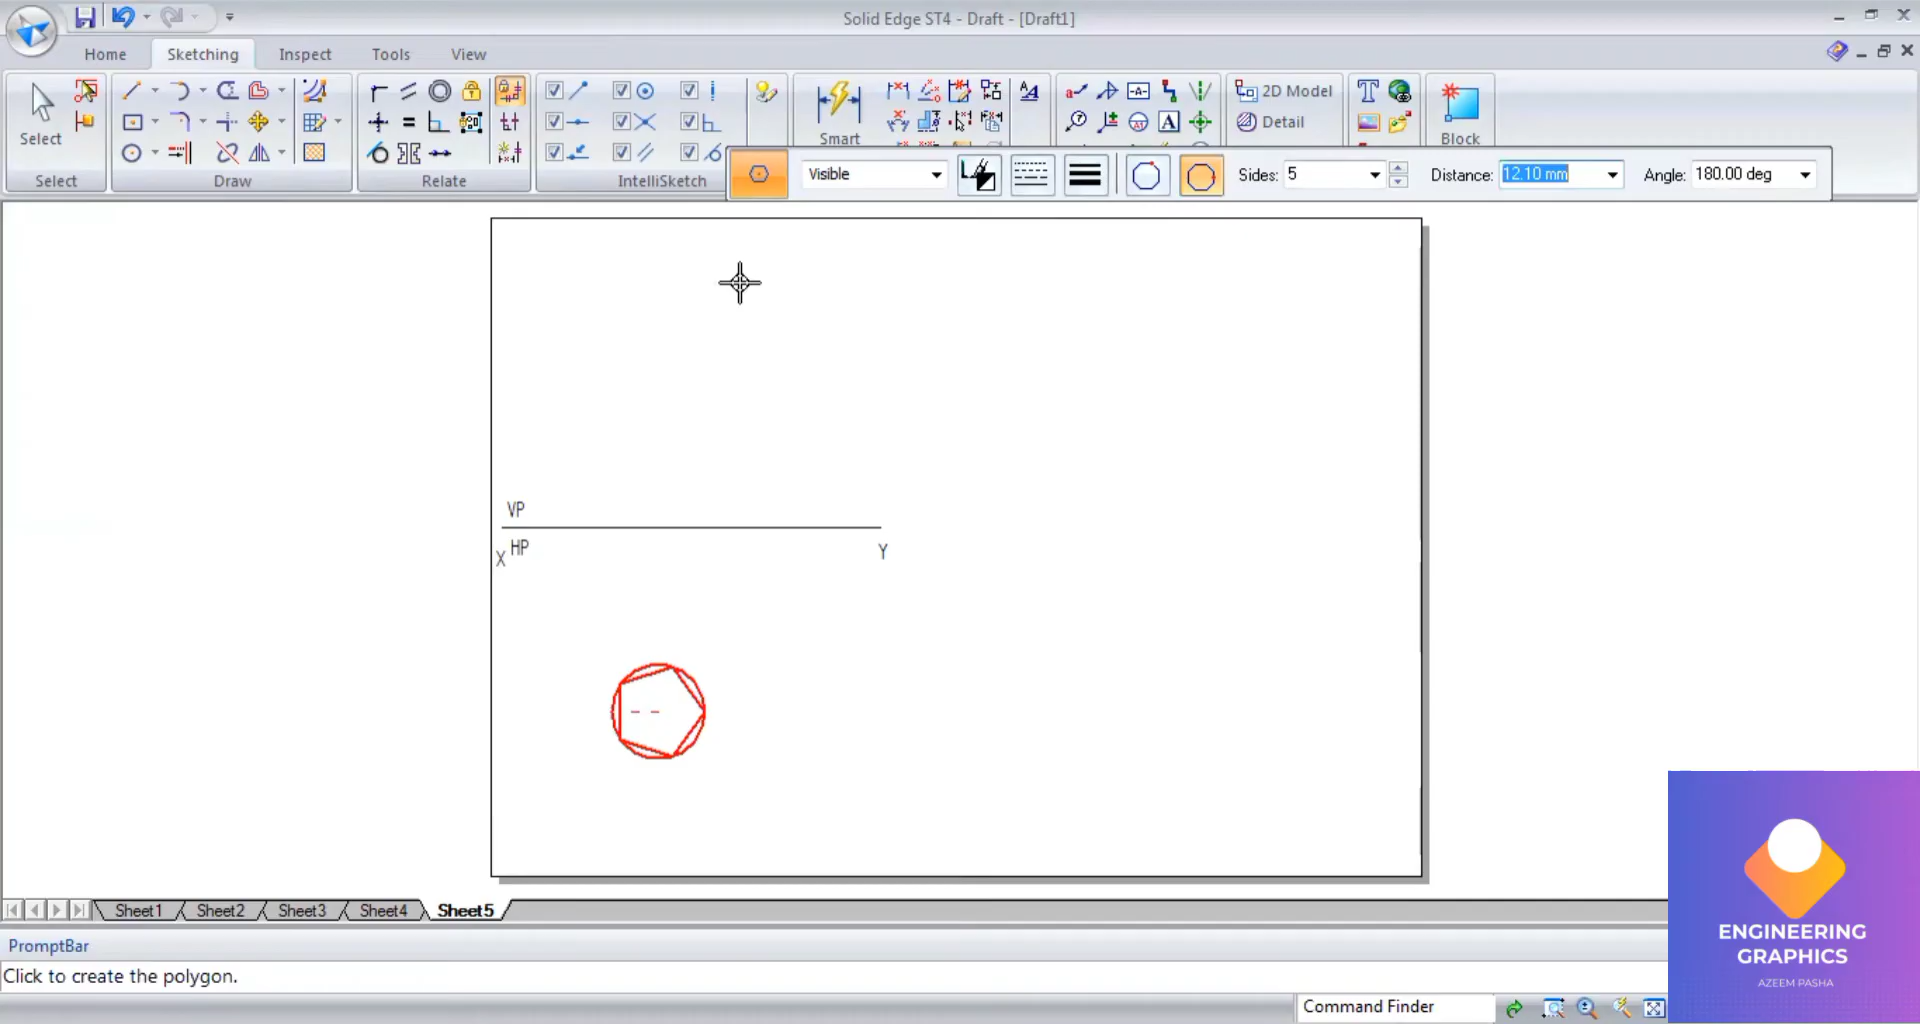 Solid Edge ST4 - Draft - [Draft1]
Home
Sketching
Inspect
Tools
View
Select
Smart
2D Model
Detail
Block
Select
Draw
Relate
IntelliSketch
Visible
Sides: 5
Distance: 12.10 mm
Angle: 180.00 deg
VP
HP
X
Y
Sheet1
Sheet2
Sheet3
Sheet4
Sheet5
PromptBar
Click to create the polygon.
Command Finder
ENGINEERING
GRAPHICS
AZEEM PASHA